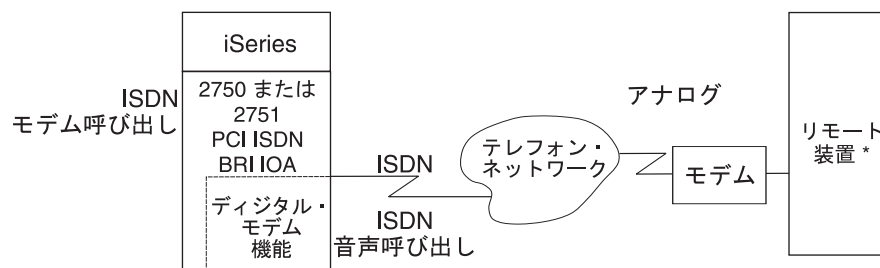 iSeries
ISDN
モデム呼び出し
2750 または
2751
PCI ISDN
BRI IOA
ディジタル・
モデム
機能
ISDN
ISDN
音声呼び出し
テレフォン・
ネットワーク
アナログ
モデム
リモート
装置 *